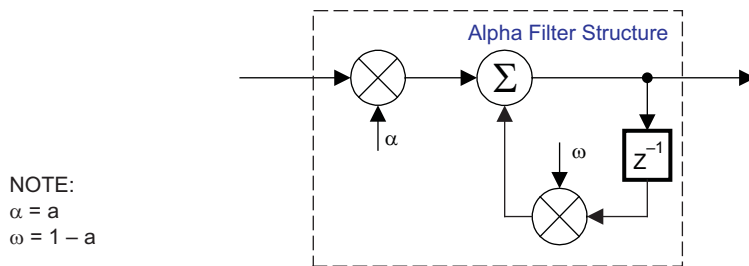 Alpha Filter Structure
Σ
α
ω
Z⁻¹
NOTE:
α = a
ω = 1 – a